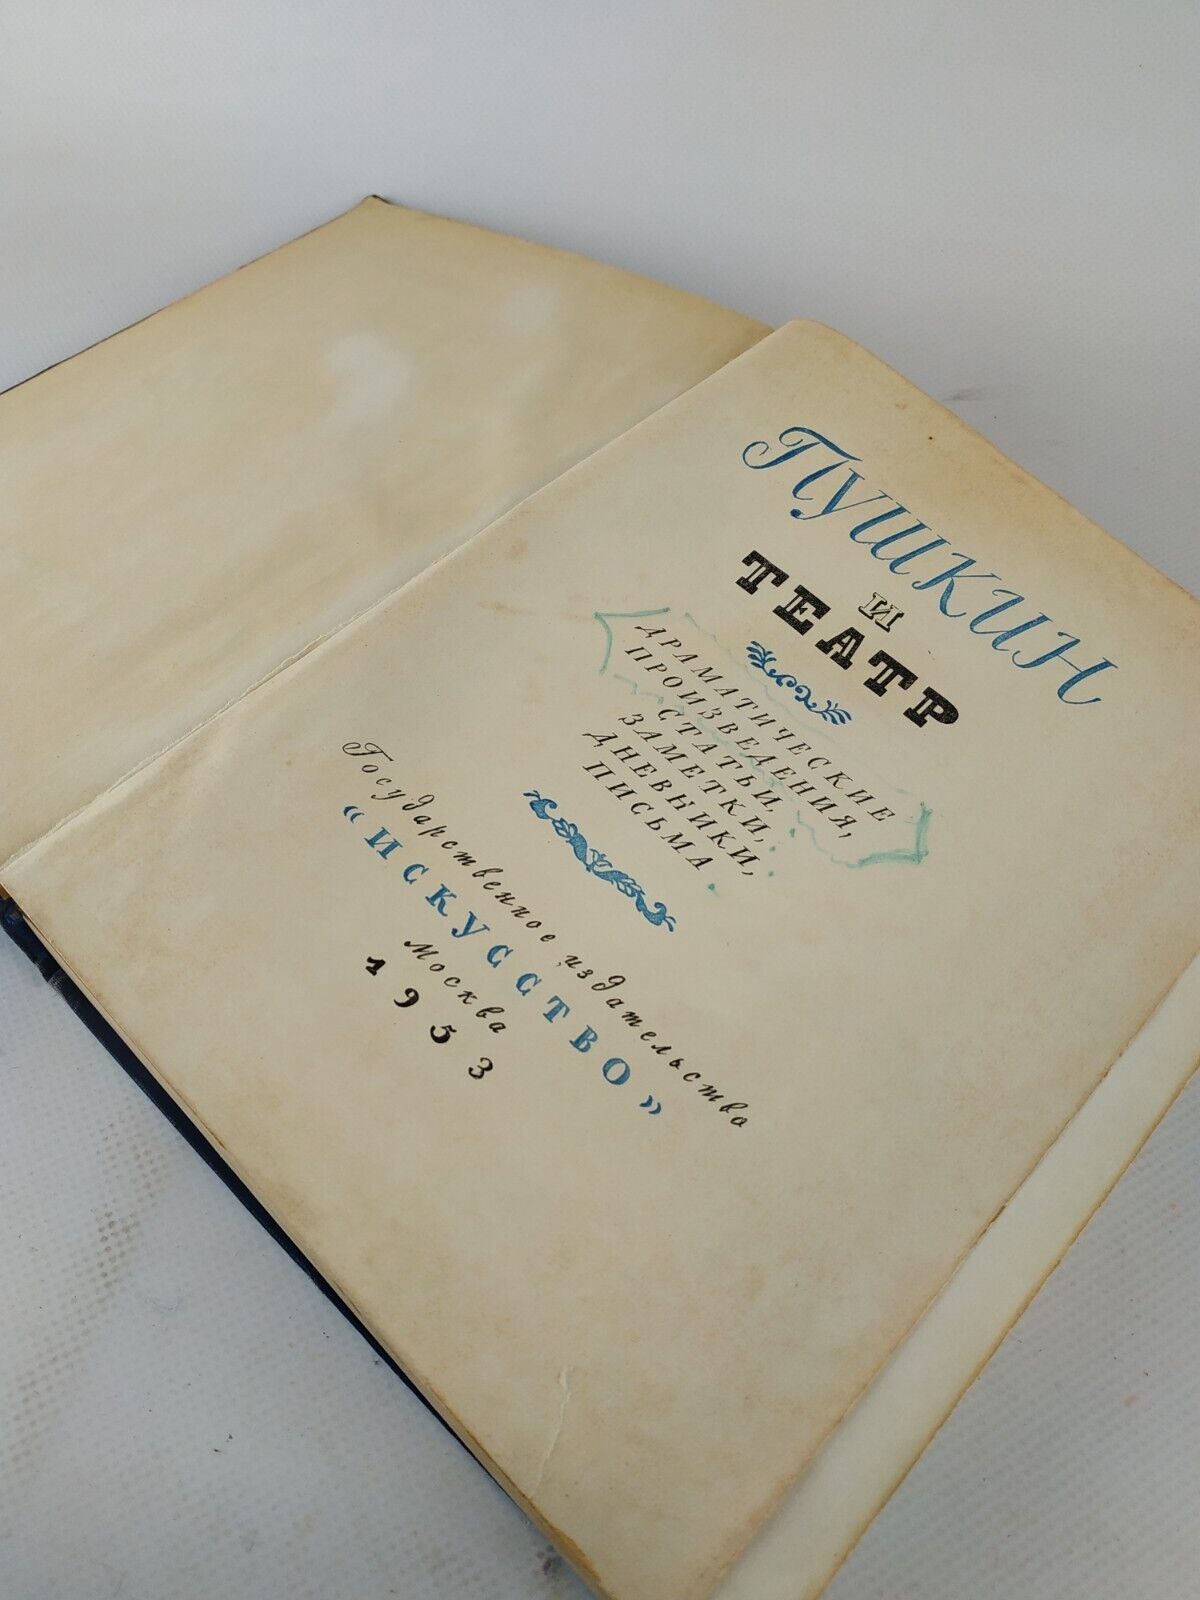 Пушкин
и
ТЕАТР
ДРАМАТИЧЕСКИЕ
ПРОИЗВЕДЕНИЯ,
СТАТЬИ,
ЗАМЕТКИ,
ДНЕВНИКИ,
ПИСЬМА
Государственное издательство
«ИСКУССТВО»
Москва
1953